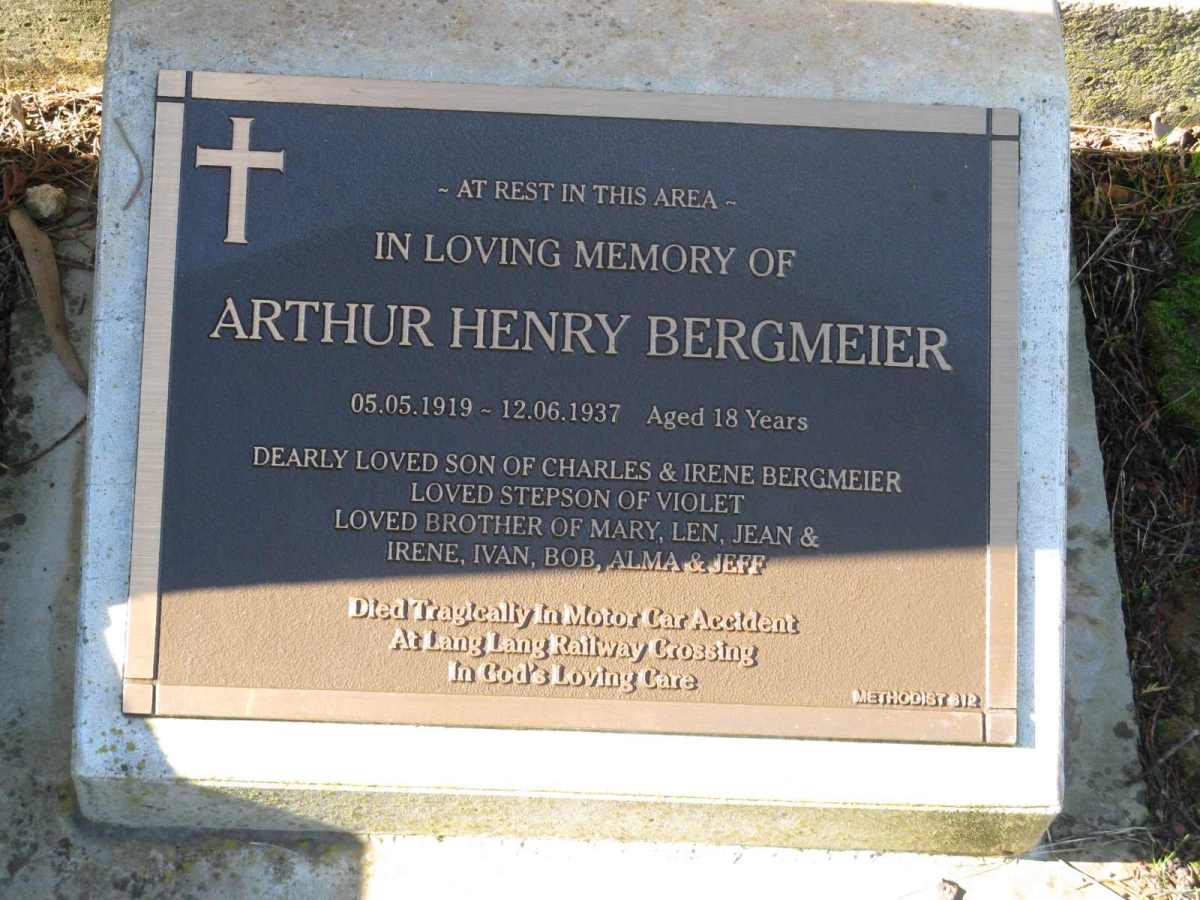 ~ AT REST IN THIS AREA ~
IN LOVING MEMORY OF
ARTHUR HENRY BERGMEIER
05.05.1919 ~ 12.06.1937 Aged 18 Years
DEARLY LOVED SON OF CHARLES & IRENE BERGMEIER
LOVED STEPSON OF VIOLET
LOVED BROTHER OF MARY, LEN, JEAN &
IRENE, IVAN, BOB, ALMA & JEFF
Died Tragically In Motor Car Accident
At Lang Lang Railway Crossing
In God's Loving Care
METHODIST 612